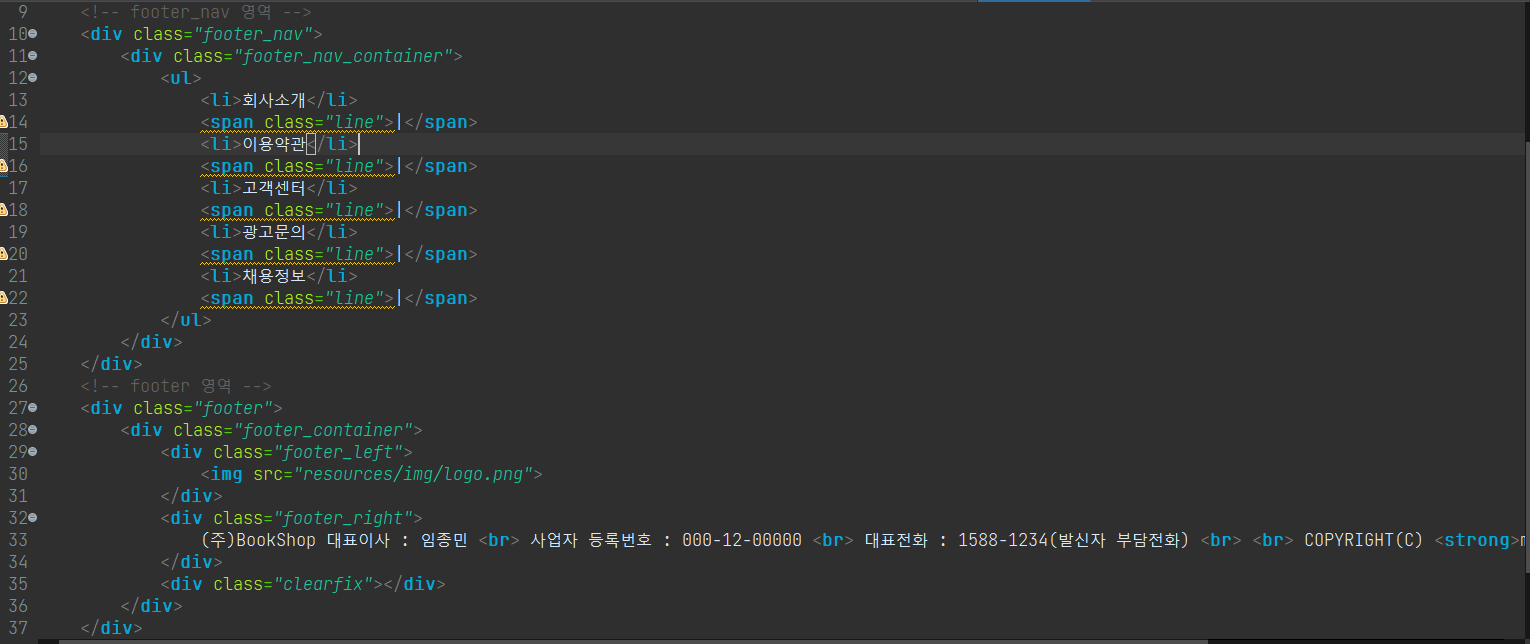 9 <!-- footer_nav 영역 -->
10 <div class="footer_nav">
11 <div class="footer_nav_container">
12 <ul>
13 <li>회사소개</li>
14 <span class="line">|</span>
15 <li>이용약관</li>
16 <span class="line">|</span>
17 <li>고객센터</li>
18 <span class="line">|</span>
19 <li>광고문의</li>
20 <span class="line">|</span>
21 <li>채용정보</li>
22 <span class="line">|</span>
23 </ul>
24 </div>
25 </div>
26 <!-- footer 영역 -->
27 <div class="footer">
28 <div class="footer_container">
29 <div class="footer_left">
30 <img src="resources/img/logo.png">
31 </div>
32 <div class="footer_right">
33 (주)BookShop 대표이사 : 임종민 <br> 사업자 등록번호 : 000-12-00000 <br> 대표전화 : 1588-1234(발신자 부담전화) <br> <br> COPYRIGHT(C) <strong>
34 </div>
35 <div class="clearfix"></div>
36 </div>
37 </div>